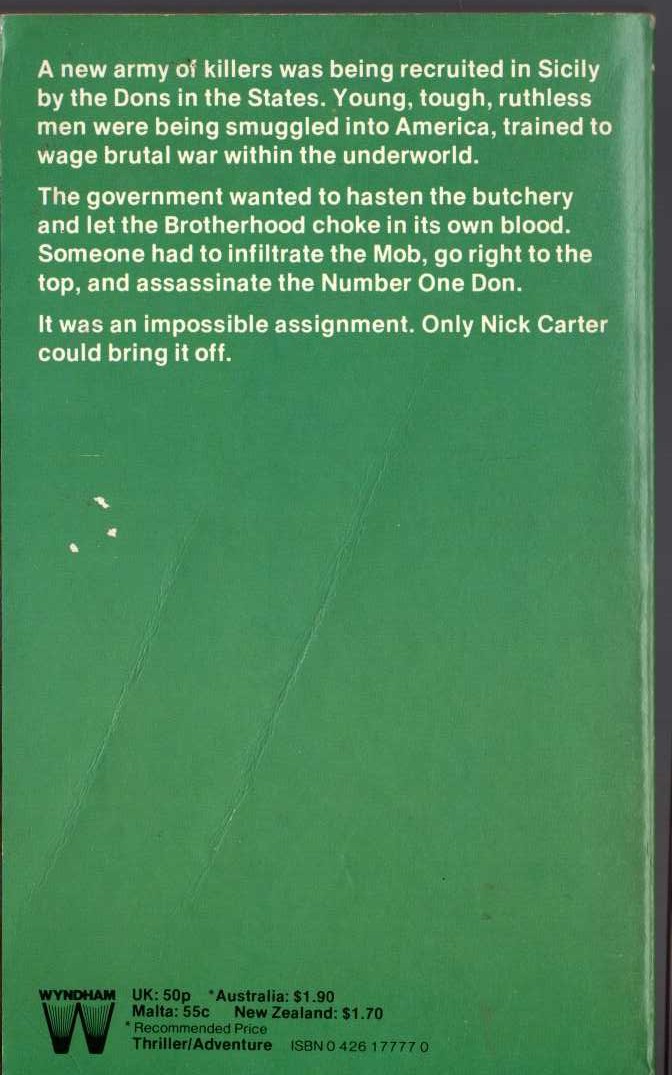 A new army of killers was being recruited in Sicily
by the Dons in the States. Young, tough, ruthless
men were being smuggled into America, trained to
wage brutal war within the underworld.
The government wanted to hasten the butchery
and let the Brotherhood choke in its own blood.
Someone had to infiltrate the Mob, go right to the
top, and assassinate the Number One Don.
It was an impossible assignment. Only Nick Carter
could bring it off.
WYNDHAM
UK: 50p *Australia: $1.90
Malta: 55c New Zealand: $1.70
*Recommended Price
Thriller/Adventure ISBN 0 426 17777 0